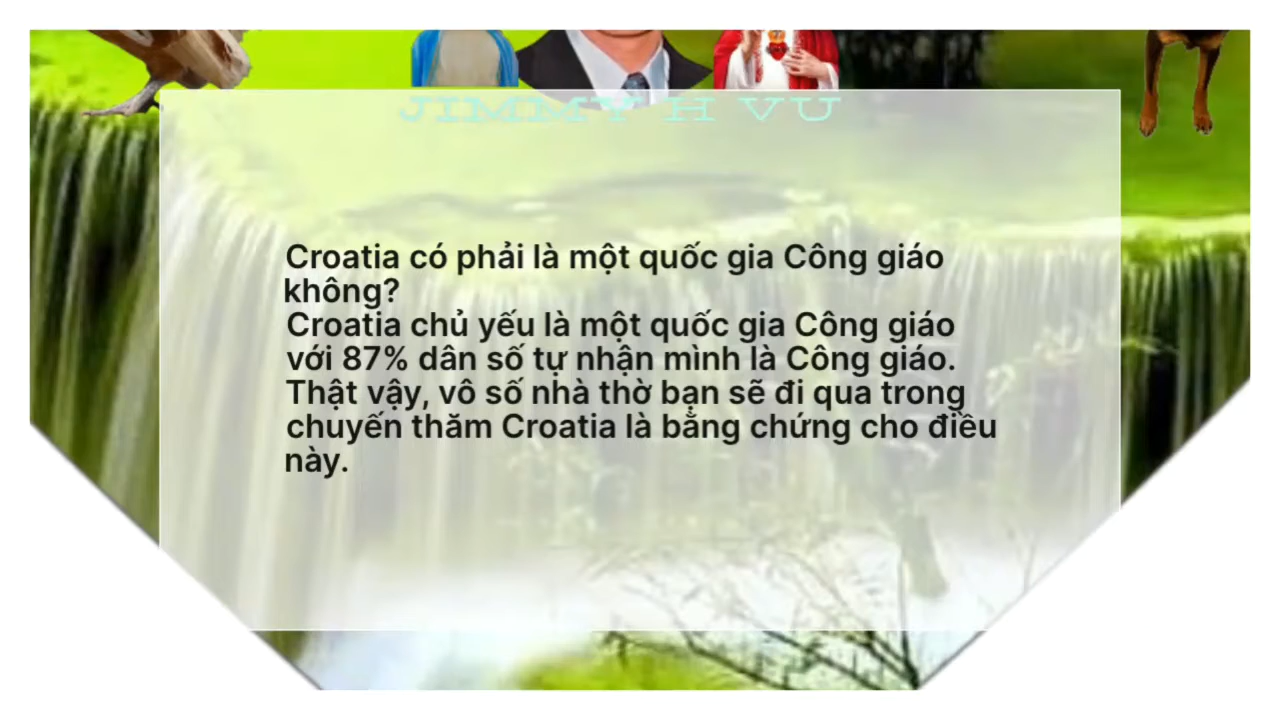 JIMMY H VU
Croatia có phải là một quốc gia Công giáo
không?
Croatia chủ yếu là một quốc gia Công giáo
với 87% dân số tự nhận mình là Công giáo.
Thật vậy, vô số nhà thờ bạn sẽ đi qua trong
chuyến thăm Croatia là bằng chứng cho điều
này.